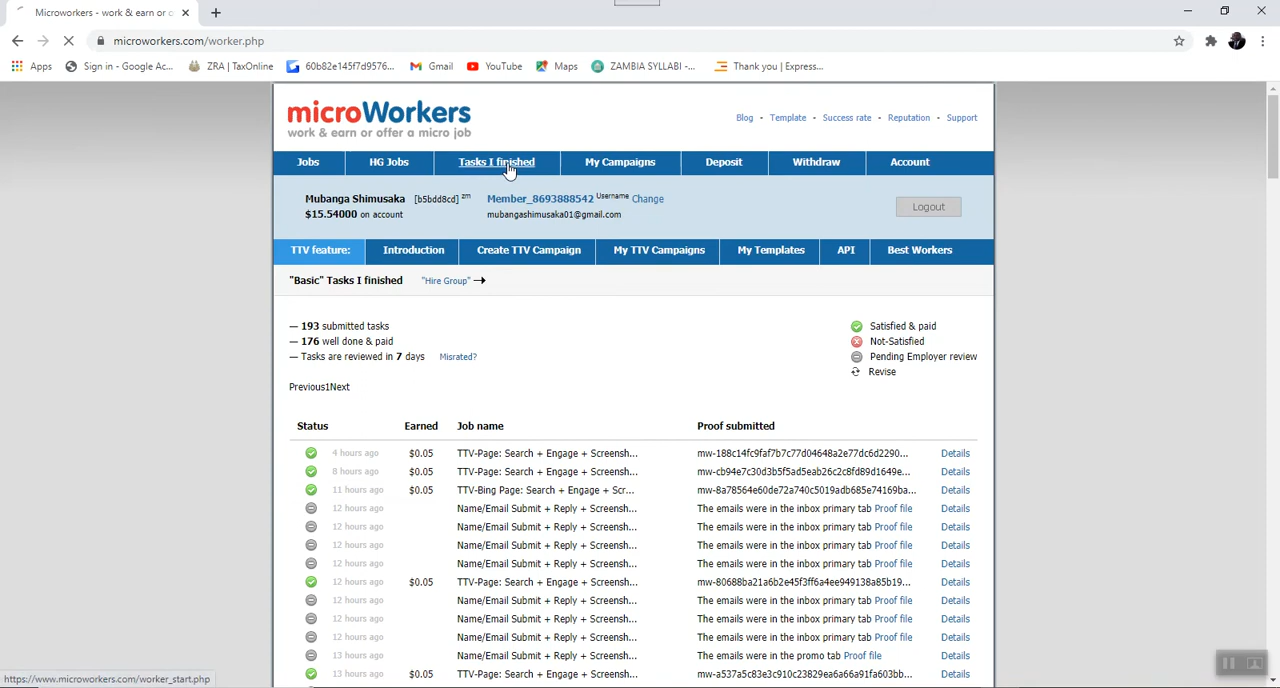 Microworkers - work & earn or o
microworkers.com/worker.php
Apps Sign in - Google Ac... ZRA | TaxOnline 60b82e145f7d9576... Gmail YouTube Maps ZAMBIA SYLLABI -... Thank you | Express...
microWorkers
work & earn or offer a micro job
Blog - Template - Success rate - Reputation - Support
Jobs HG Jobs Tasks I finished My Campaigns Deposit Withdraw Account
Mubanga Shimusaka [b5bdd8cd] zm Member_8693888542 Username Change
$15.54000 on account mubangashimusaka01@gmail.com
Logout
TTV feature: Introduction Create TTV Campaign My TTV Campaigns My Templates API Best Workers
"Basic" Tasks I finished "Hire Group"
— 193 submitted tasks
— 176 well done & paid
— Tasks are reviewed in 7 days Misrated?
Satisfied & paid
Not-Satisfied
Pending Employer review
Revise
Previous1Next
Status Earned Job name Proof submitted
4 hours ago $0.05 TTV-Page: Search + Engage + Screensh... mw-188c14fc9faf7b7c77d04648a2e77dc6d2290... Details
8 hours ago $0.05 TTV-Page: Search + Engage + Screensh... mw-cb94e7c30d3b5f5ad5eab26c2c8fd89d1649e... Details
11 hours ago $0.05 TTV-Bing Page: Search + Engage + Scr... mw-8a78564e60de72a740c5019adb685e74169ba... Details
12 hours ago Name/Email Submit + Reply + Screensh... The emails were in the inbox primary tab Proof file Details
12 hours ago Name/Email Submit + Reply + Screensh... The emails were in the inbox primary tab Proof file Details
12 hours ago Name/Email Submit + Reply + Screensh... The emails were in the inbox primary tab Proof file Details
12 hours ago Name/Email Submit + Reply + Screensh... The emails were in the inbox primary tab Proof file Details
12 hours ago $0.05 TTV-Page: Search + Engage + Screensh... mw-80688ba21a6b2e45f3ff6a4ee949138a85b19... Details
12 hours ago Name/Email Submit + Reply + Screensh... The emails were in the inbox primary tab Proof file Details
12 hours ago Name/Email Submit + Reply + Screensh... The emails were in the inbox primary tab Proof file Details
12 hours ago Name/Email Submit + Reply + Screensh... The emails were in the inbox primary tab Proof file Details
13 hours ago Name/Email Submit + Reply + Screensh... The emails were in the promo tab Proof file Details
13 hours ago $0.05 TTV-Page: Search + Engage + Screensh... mw-a537a5c83e3c910c23829ea6a66a91fa603bb... Details
https://www.microworkers.com/worker_start.php